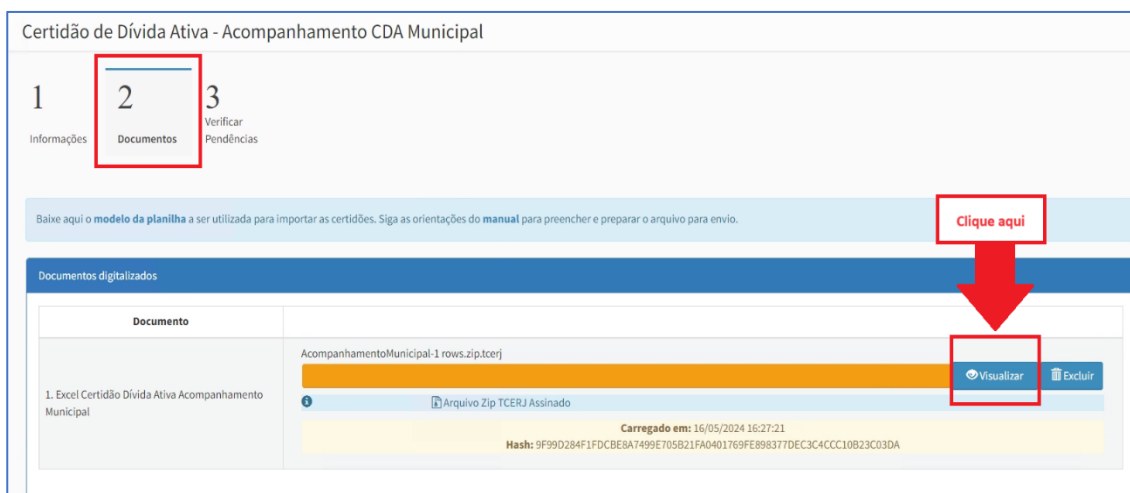 Certidão de Dívida Ativa - Acompanhamento CDA Municipal
1
Informações
2
Documentos
3
Verificar
Pendências
Baixe aqui o modelo da planilha a ser utilizada para importar as certidões. Siga as orientações do manual para preencher e preparar o arquivo para envio.
Clique aqui
Documentos digitalizados
Documento
1. Excel Certidão Dívida Ativa Acompanhamento
Municipal
AcompanhamentoMunicipal-1 rows.zip.tcerj
Visualizar
Excluir
Arquivo Zip TCERJ Assinado
Carregado em: 16/05/2024 16:27:21
Hash: 9F99D284F1FDCBE8A7499E705B21FA0401769FE898377DEC3C4CCC10B23C03DA